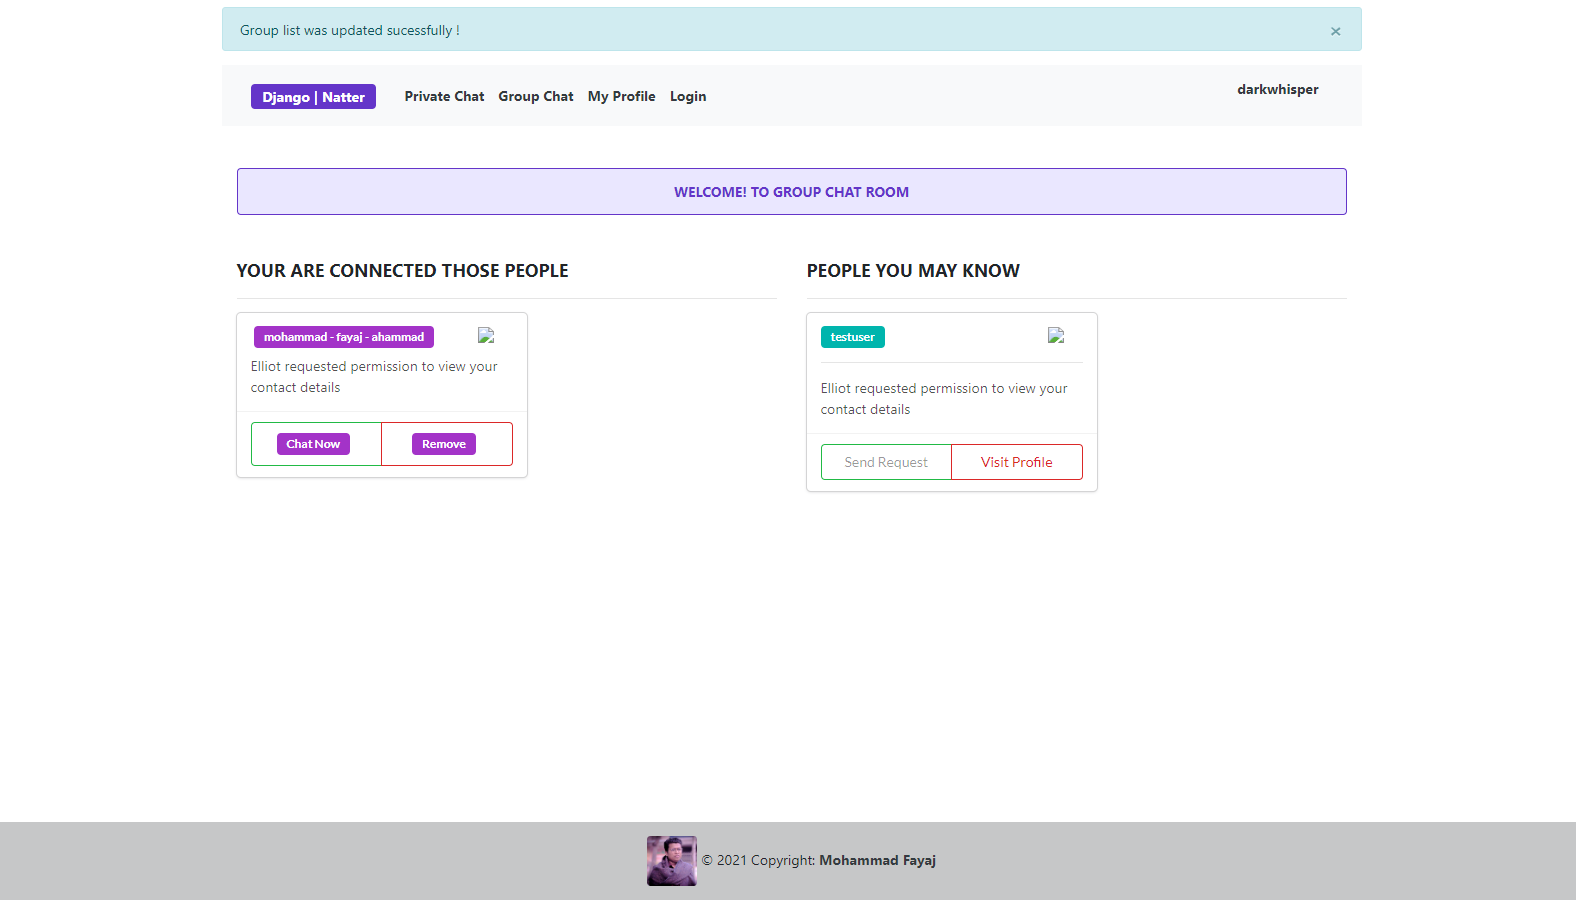 Group list was updated sucessfully !
×
Django | Natter
Private Chat
Group Chat
My Profile
Login
darkwhisper
WELCOME! TO GROUP CHAT ROOM
YOUR ARE CONNECTED THOSE PEOPLE
mohammad - fayaj - ahammad
Elliot requested permission to view your
contact details
Chat Now
Remove
PEOPLE YOU MAY KNOW
testuser
Elliot requested permission to view your
contact details
Send Request
Visit Profile
© 2021 Copyright: Mohammad Fayaj